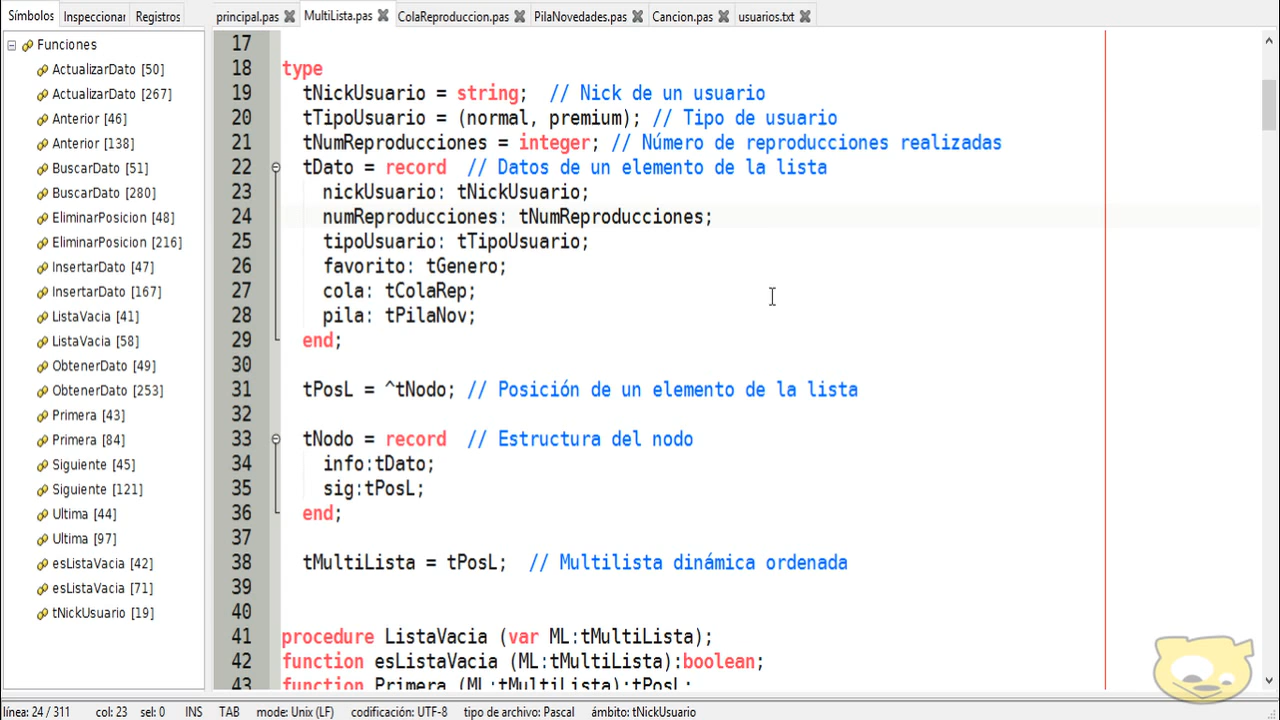 Símbolos Inspeccionar Registros principal.pas MultiLista.pas ColaReproduccion.pas PilaNovedades.pas Cancion.pas usuarios.txt
Funciones
ActualizarDato [50]
ActualizarDato [267]
Anterior [46]
Anterior [138]
BuscarDato [51]
BuscarDato [280]
EliminarPosicion [48]
EliminarPosicion [216]
InsertarDato [47]
InsertarDato [167]
ListaVacia [41]
ListaVacia [58]
ObtenerDato [49]
ObtenerDato [253]
Primera [43]
Primera [84]
Siguiente [45]
Siguiente [121]
Ultima [44]
Ultima [97]
esListaVacia [42]
esListaVacia [71]
tNickUsuario [19]
17
18 type
19 tNickUsuario = string; // Nick de un usuario
20 tTipoUsuario = (normal, premium); // Tipo de usuario
21 tNumReproducciones = integer; // Número de reproducciones realizadas
22 tDato = record // Datos de un elemento de la lista
23 nickUsuario: tNickUsuario;
24 numReproducciones: tNumReproducciones;
25 tipoUsuario: tTipoUsuario;
26 favorito: tGenero;
27 cola: tColaRep;
28 pila: tPilaNov;
29 end;
30
31 tPosL = ^tNodo; // Posición de un elemento de la lista
32
33 tNodo = record // Estructura del nodo
34 info:tDato;
35 sig:tPosL;
36 end;
37
38 tMultiLista = tPosL; // Multilista dinámica ordenada
39
40
41 procedure ListaVacia (var ML:tMultiLista);
42 function esListaVacia (ML:tMultiLista):boolean;
43 function Primera (ML:tMultiLista):tPosL;
línea: 24 / 311 col: 23 sel: 0 INS TAB mode: Unix (LF) codificación: UTF-8 tipo de archivo: Pascal ámbito: tNickUsuario